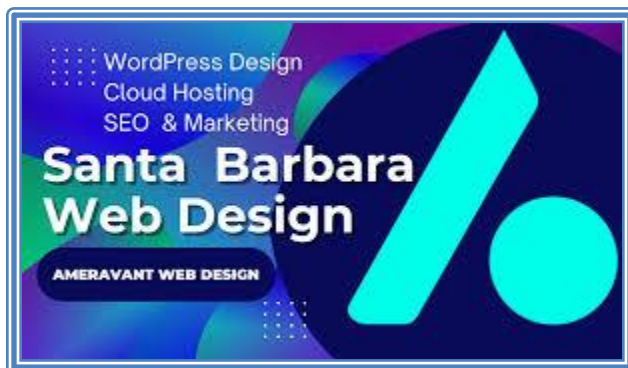 WordPress Design
Cloud Hosting
SEO & Marketing
Santa Barbara
Web Design
AMERAVANT WEB DESIGN